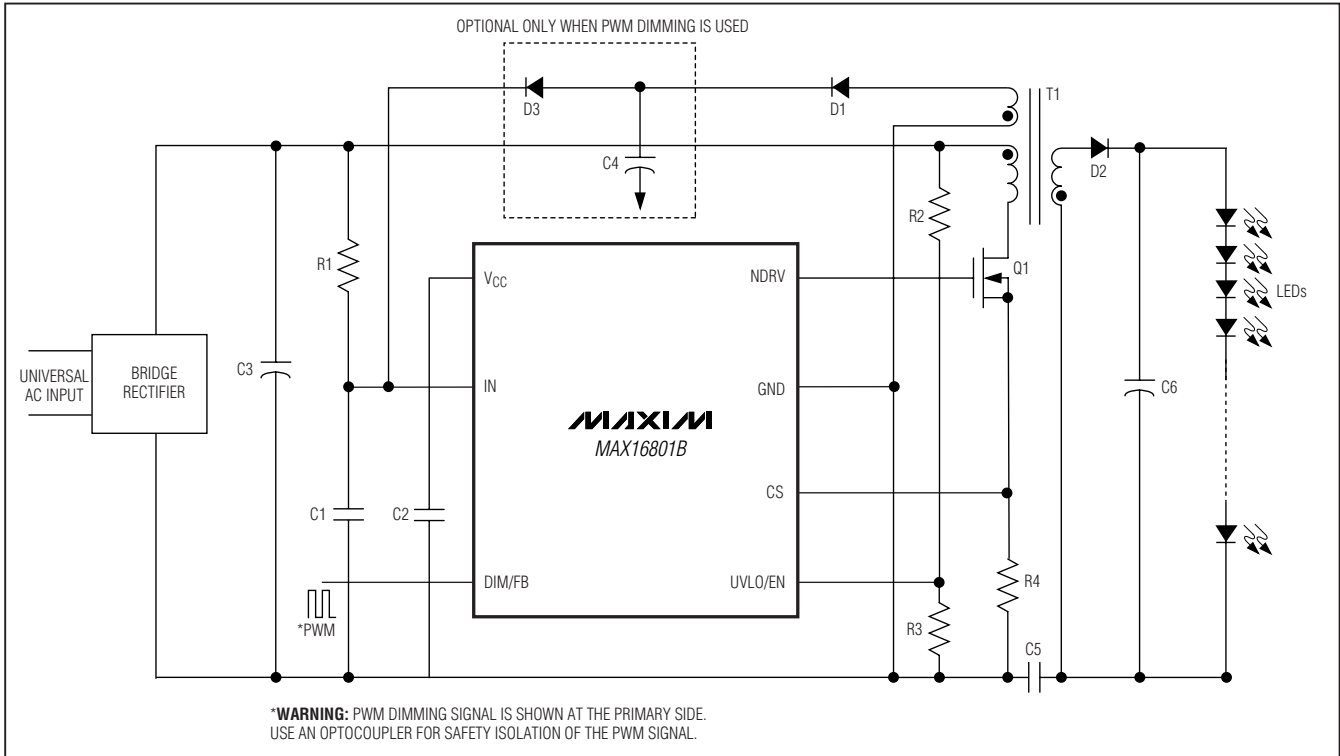 OPTIONAL ONLY WHEN PWM DIMMING IS USED
D3
D1
T1
C4
D2
R2
R1
VCC
NDRV
Q1
LEDs
UNIVERSAL
AC INPUT
BRIDGE
RECTIFIER
C3
IN
GND
C6
MAXIM
MAX16801B
CS
C1
C2
DIM/FB
UVLO/EN
R4
*PWM
R3
C5
*WARNING: PWM DIMMING SIGNAL IS SHOWN AT THE PRIMARY SIDE.
USE AN OPTOCOUPLER FOR SAFETY ISOLATION OF THE PWM SIGNAL.